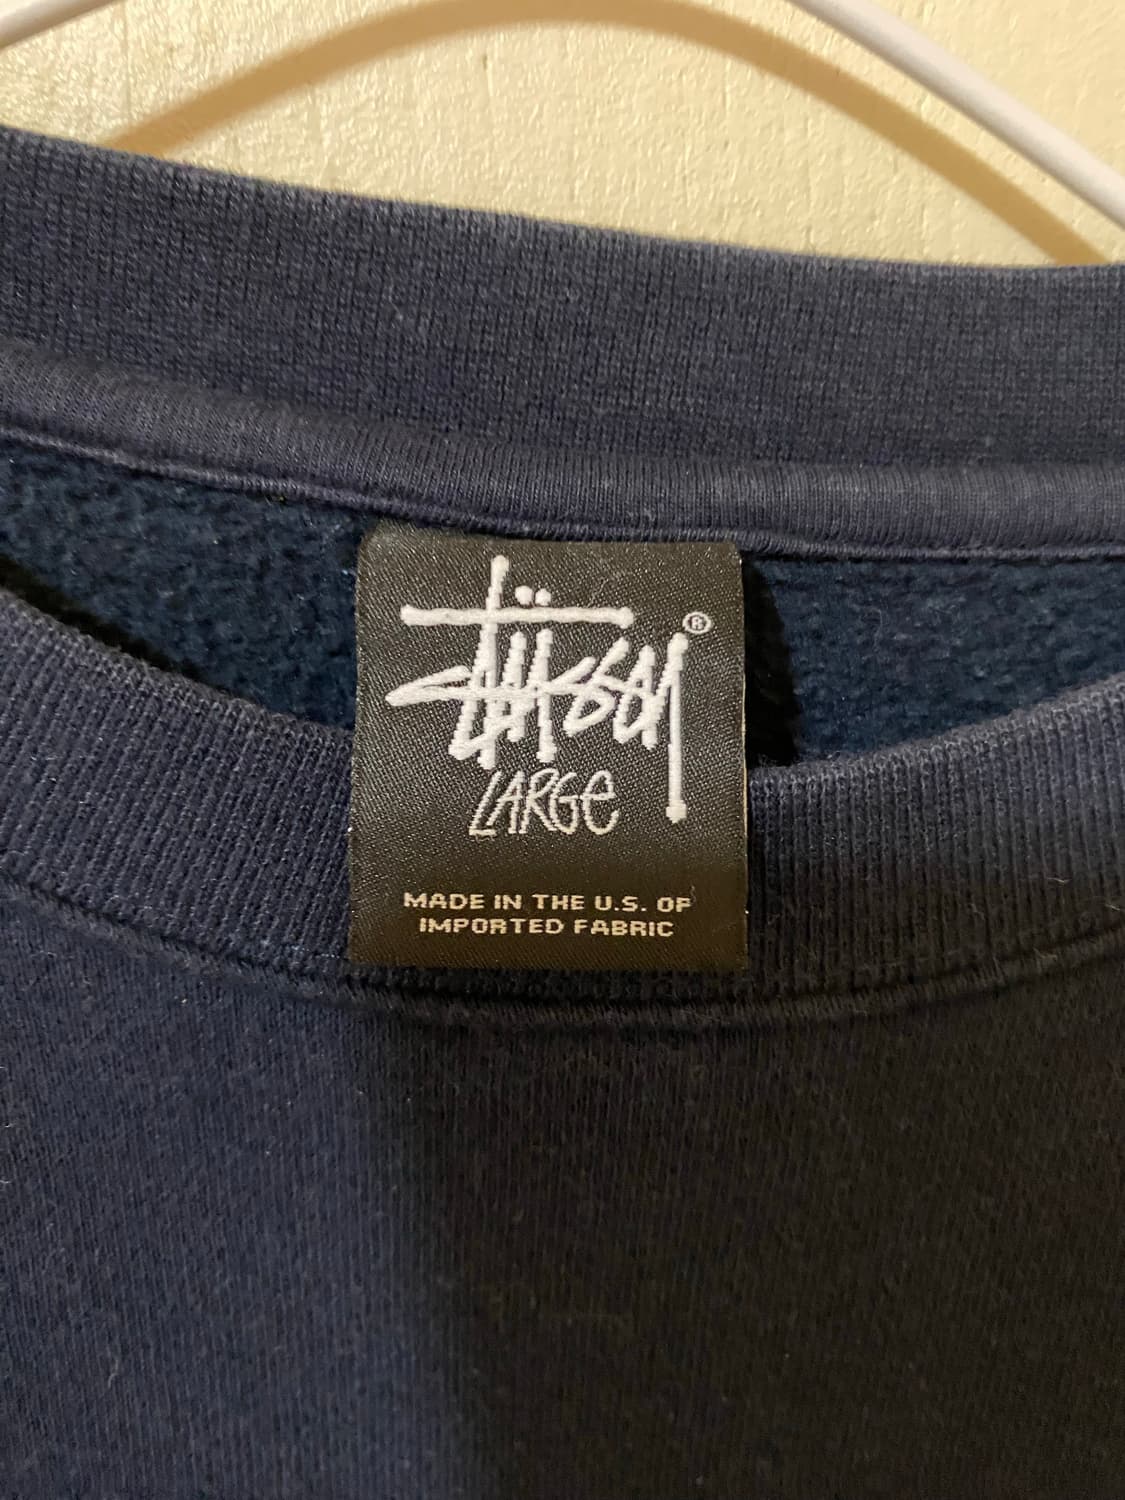 Stüssy®
LARGE
MADE IN THE U.S. OF
IMPORTED FABRIC